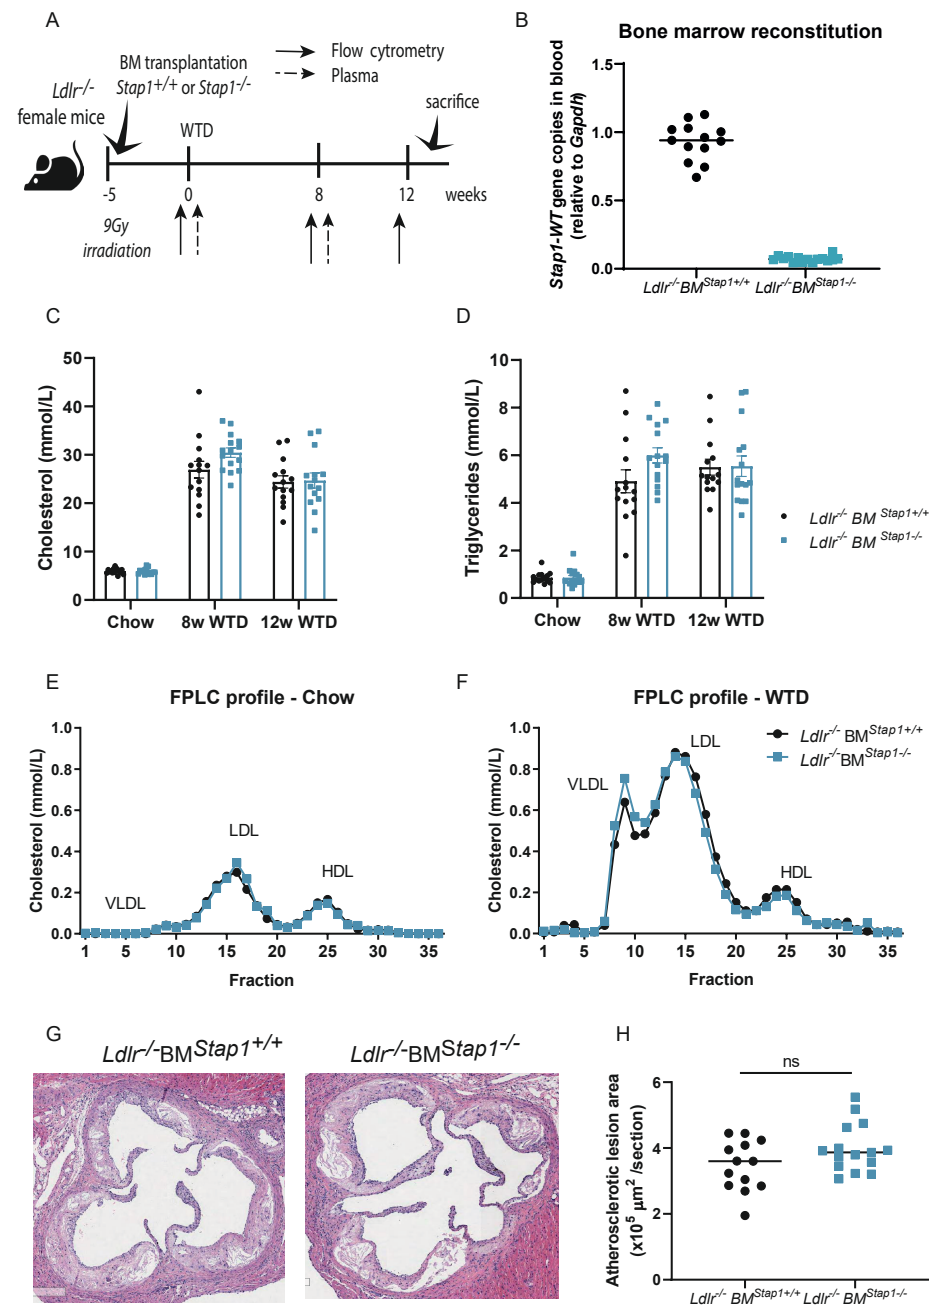 A
Ldlr-/-
female mice
BM transplantation
Stap1+/+ or Stap1-/-
Flow cytrometry
Plasma
WTD
sacrifice
-5
0
8
12
weeks
9Gy
irradiation
B
Bone marrow reconstitution
Stap1-WT gene copies in blood
(relative to Gapdh)
1.5
1.0
0.5
0.0
Ldlr-/-BMStap1+/+
Ldlr-/-BMStap1-/-
C
Cholesterol (mmol/L)
50
40
30
20
10
0
Chow
8w WTD
12w WTD
D
Triglycerides (mmol/L)
10
8
6
4
2
0
Chow
8w WTD
12w WTD
Ldlr-/- BM Stap1+/+
Ldlr-/- BM Stap1-/-
E
FPLC profile - Chow
Cholesterol (mmol/L)
1.0
0.8
0.6
0.4
0.2
0.0
VLDL
LDL
HDL
1 5 10 15 20 25 30 35
Fraction
F
FPLC profile - WTD
Cholesterol (mmol/L)
1.0
0.8
0.6
0.4
0.2
0.0
VLDL
LDL
HDL
Ldlr-/- BMStap1+/+
Ldlr-/-BMStap1-/-
1 5 10 15 20 25 30 35
Fraction
G
Ldlr-/-BMStap1+/+
Ldlr-/-BMStap1-/-
H
Atherosclerotic lesion area
(x105 μm2 /section)
6
4
2
0
ns
Ldlr-/- BMStap1+/+
Ldlr-/- BMStap1-/-